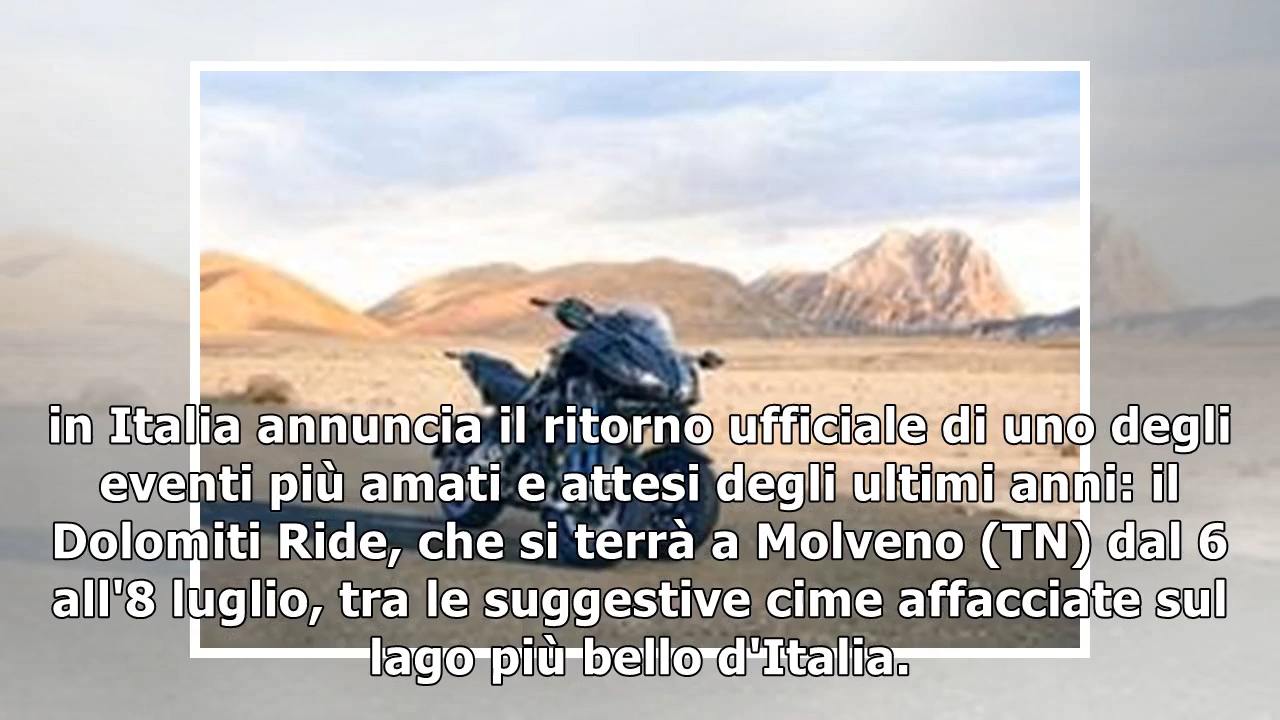 in Italia annuncia il ritorno ufficiale di uno degli
eventi più amati e attesi degli ultimi anni: il
Dolomiti Ride, che si terrà a Molveno (TN) dal 6
all'8 luglio, tra le suggestive cime affacciate sul
lago più bello d'Italia.